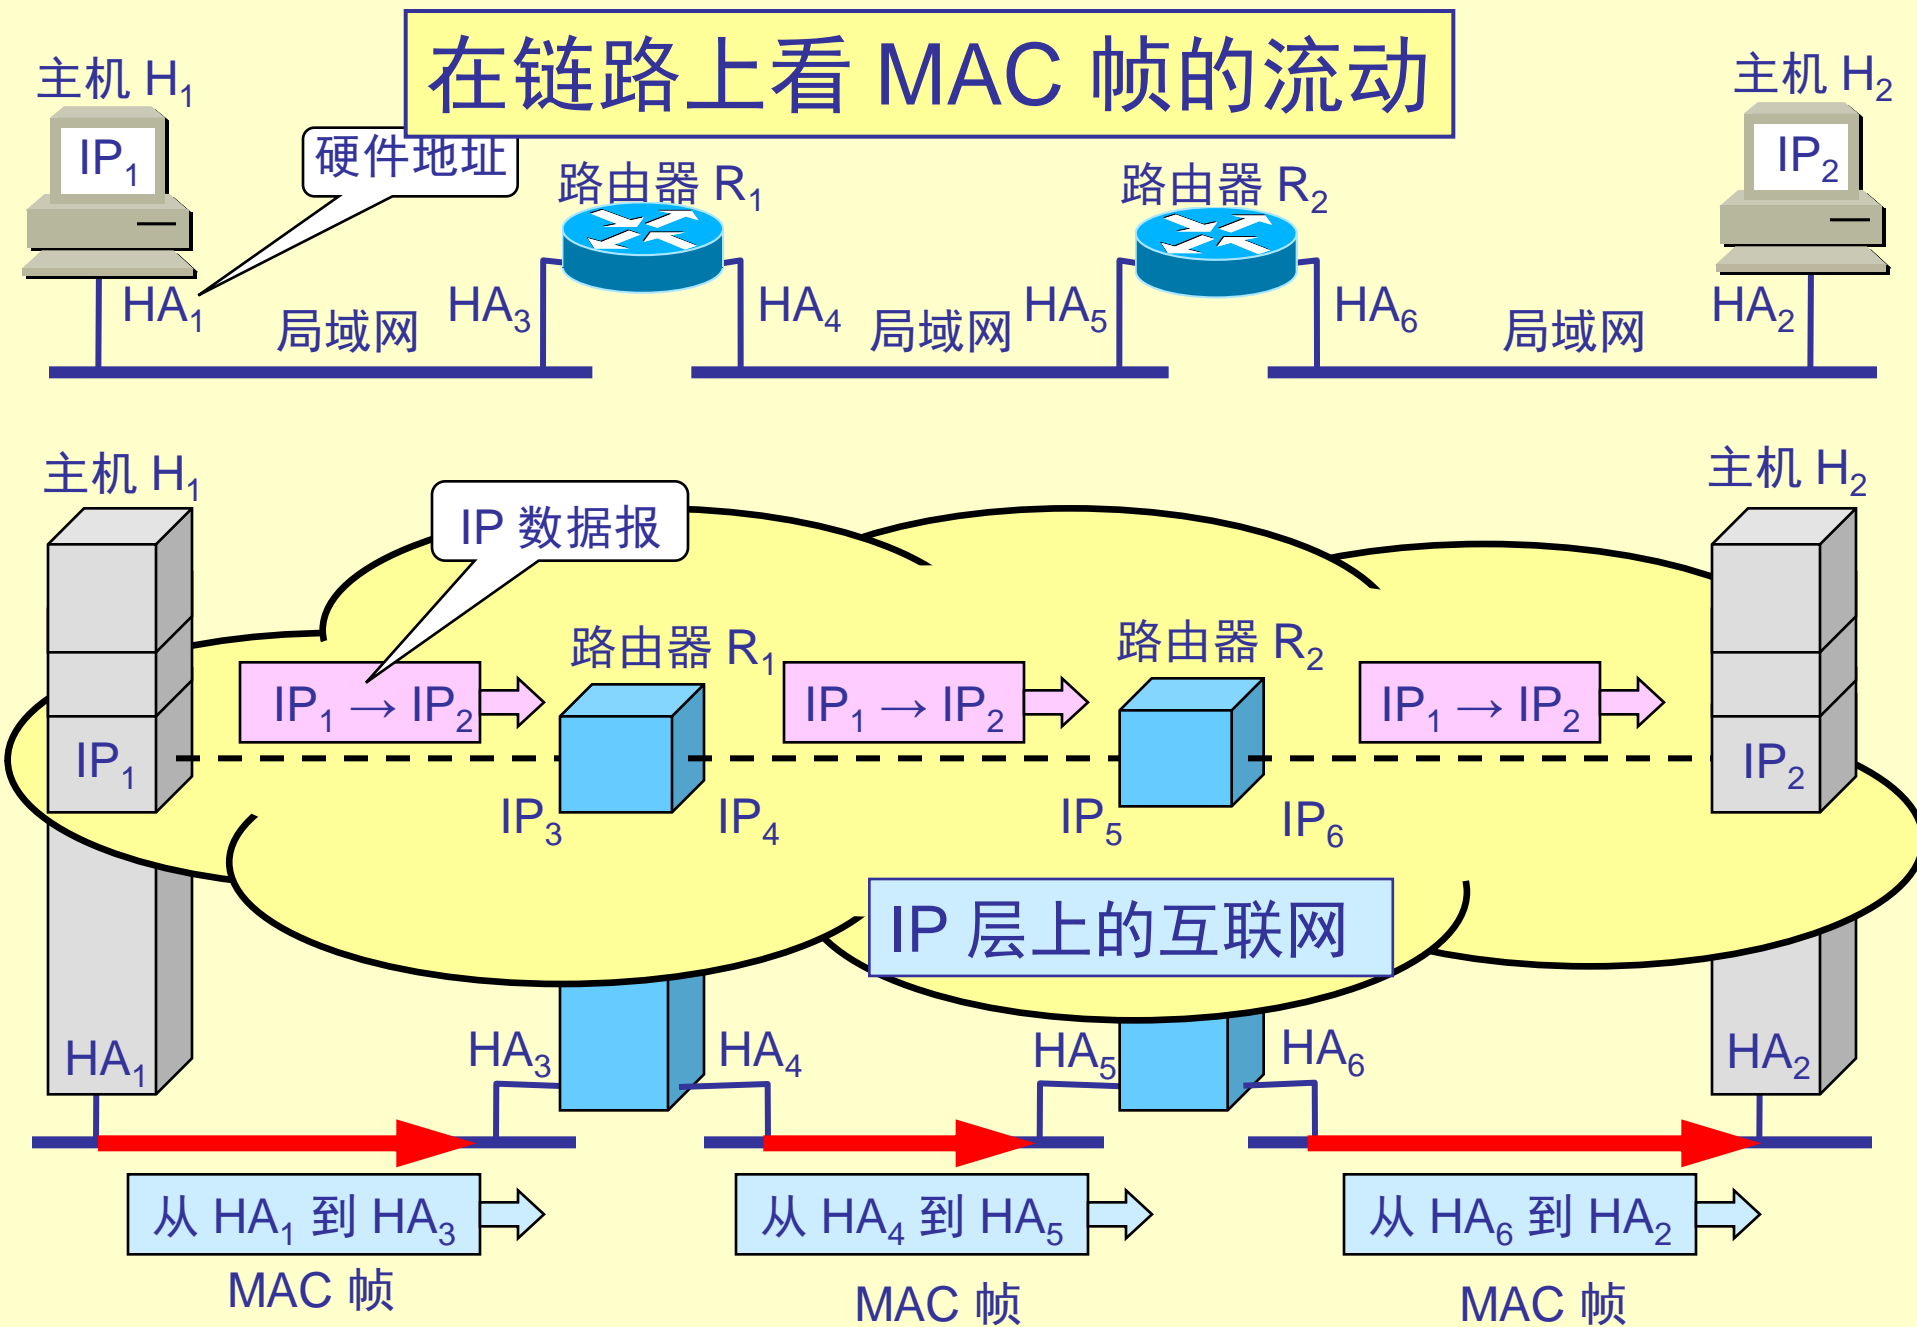 在链路上看 MAC 帧的流动
主机 H₁
主机 H₂
IP₁
硬件地址
路由器 R₁
路由器 R₂
IP₂
HA₁
局域网
HA₃
HA₄
局域网
HA₅
HA₆
局域网
HA₂
主机 H₁
主机 H₂
IP 数据报
路由器 R₁
路由器 R₂
IP₁ → IP₂
IP₁ → IP₂
IP₁ → IP₂
IP₁
IP₂
IP₃
IP₄
IP₅
IP₆
IP 层上的互联网
HA₁
HA₃
HA₄
HA₅
HA₆
HA₂
从 HA₁ 到 HA₃
从 HA₄ 到 HA₅
从 HA₆ 到 HA₂
MAC 帧
MAC 帧
MAC 帧